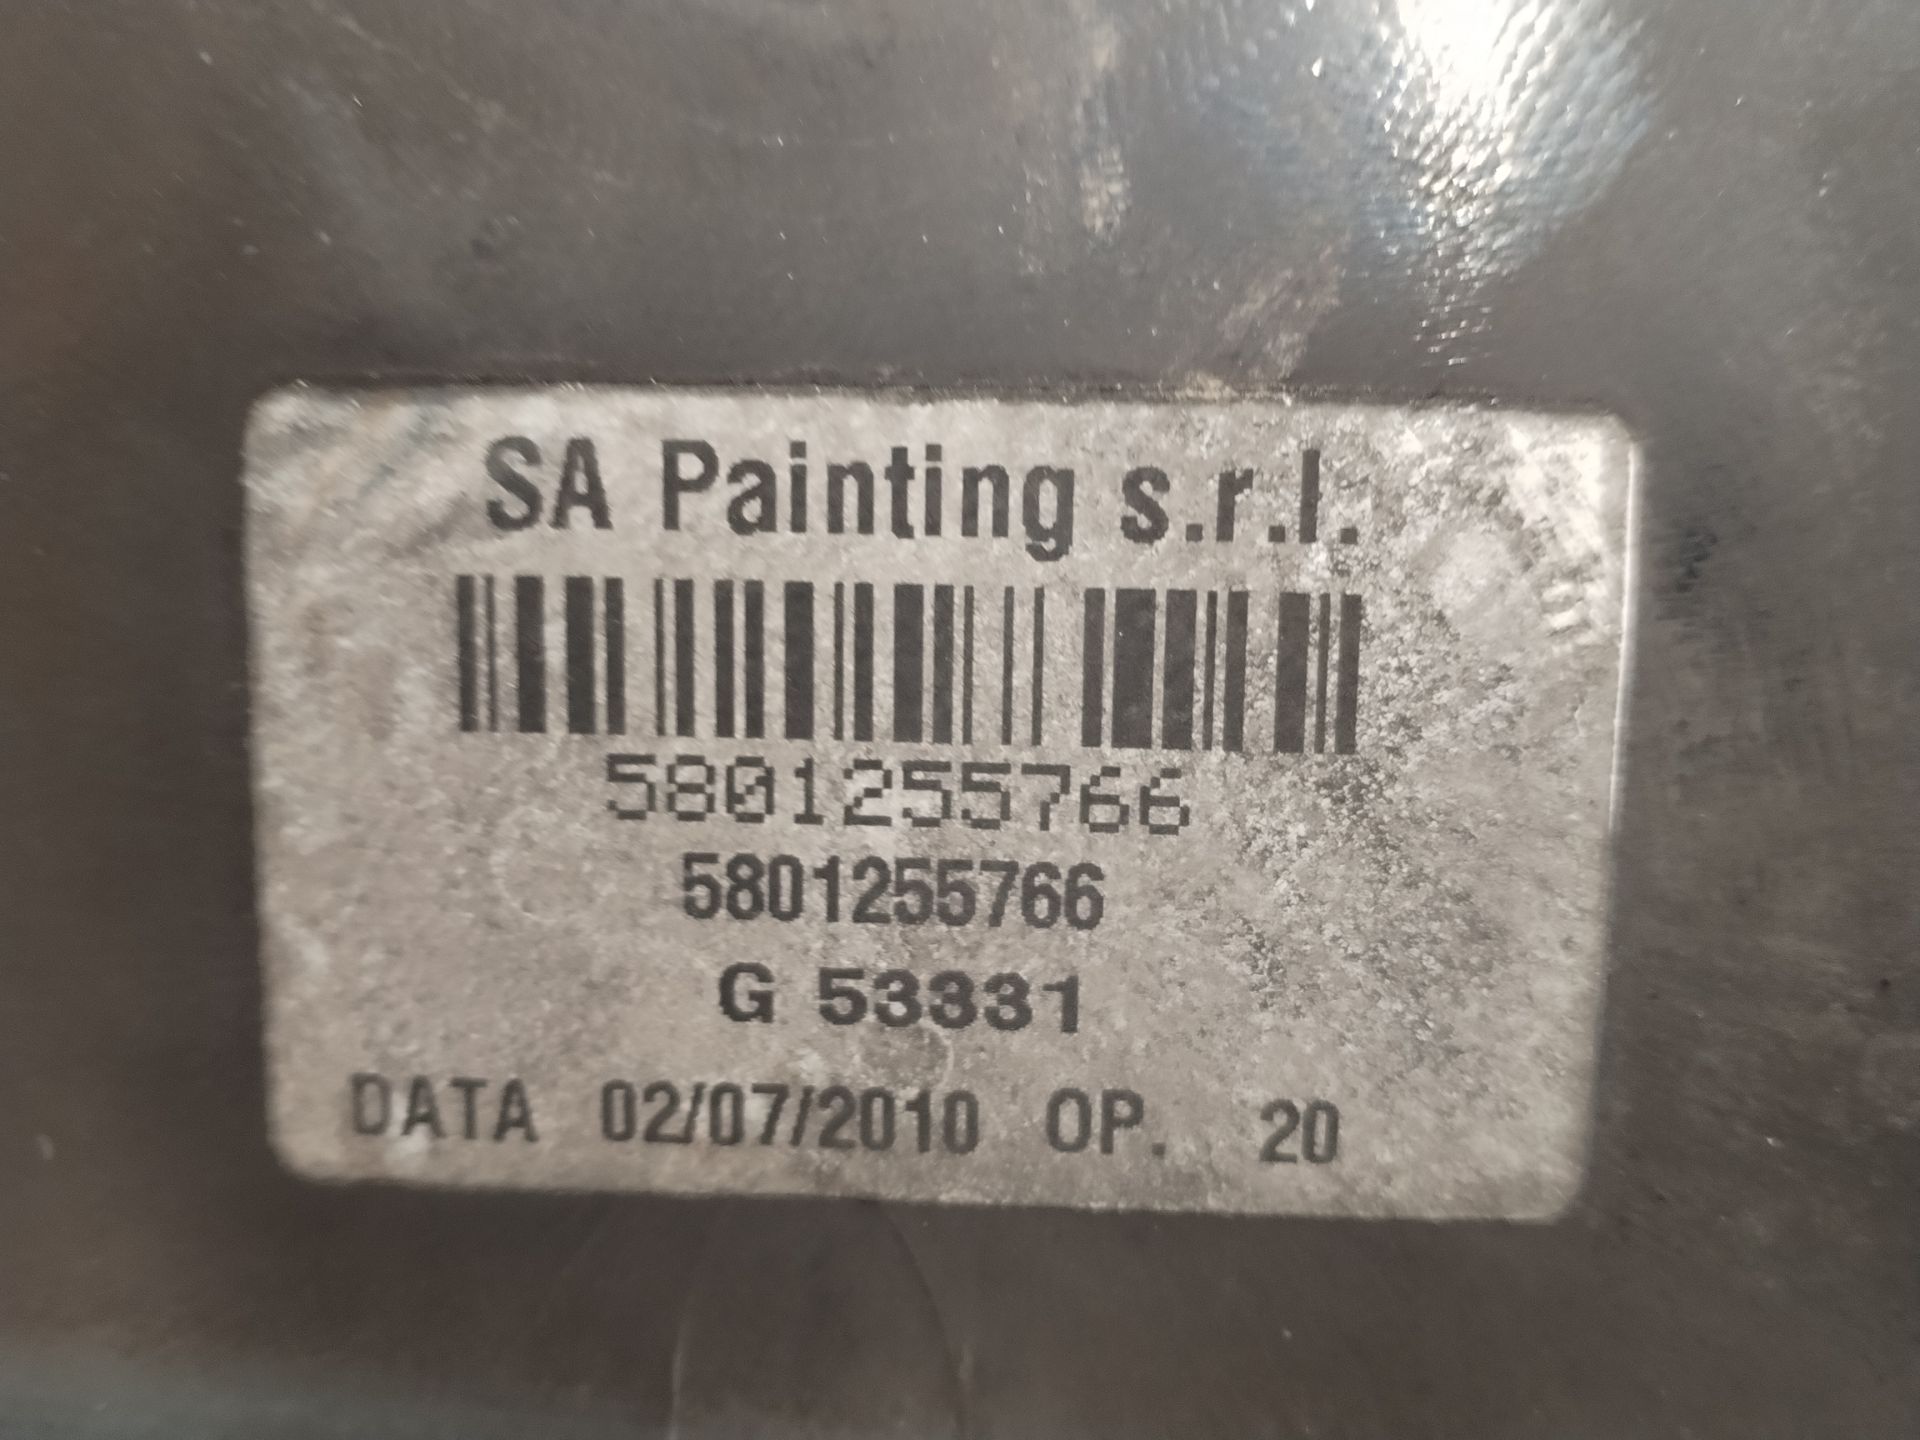 SA Painting s.r.l.
5801255766
5801255766
G 53331
DATA 02/07/2010 OP. 20